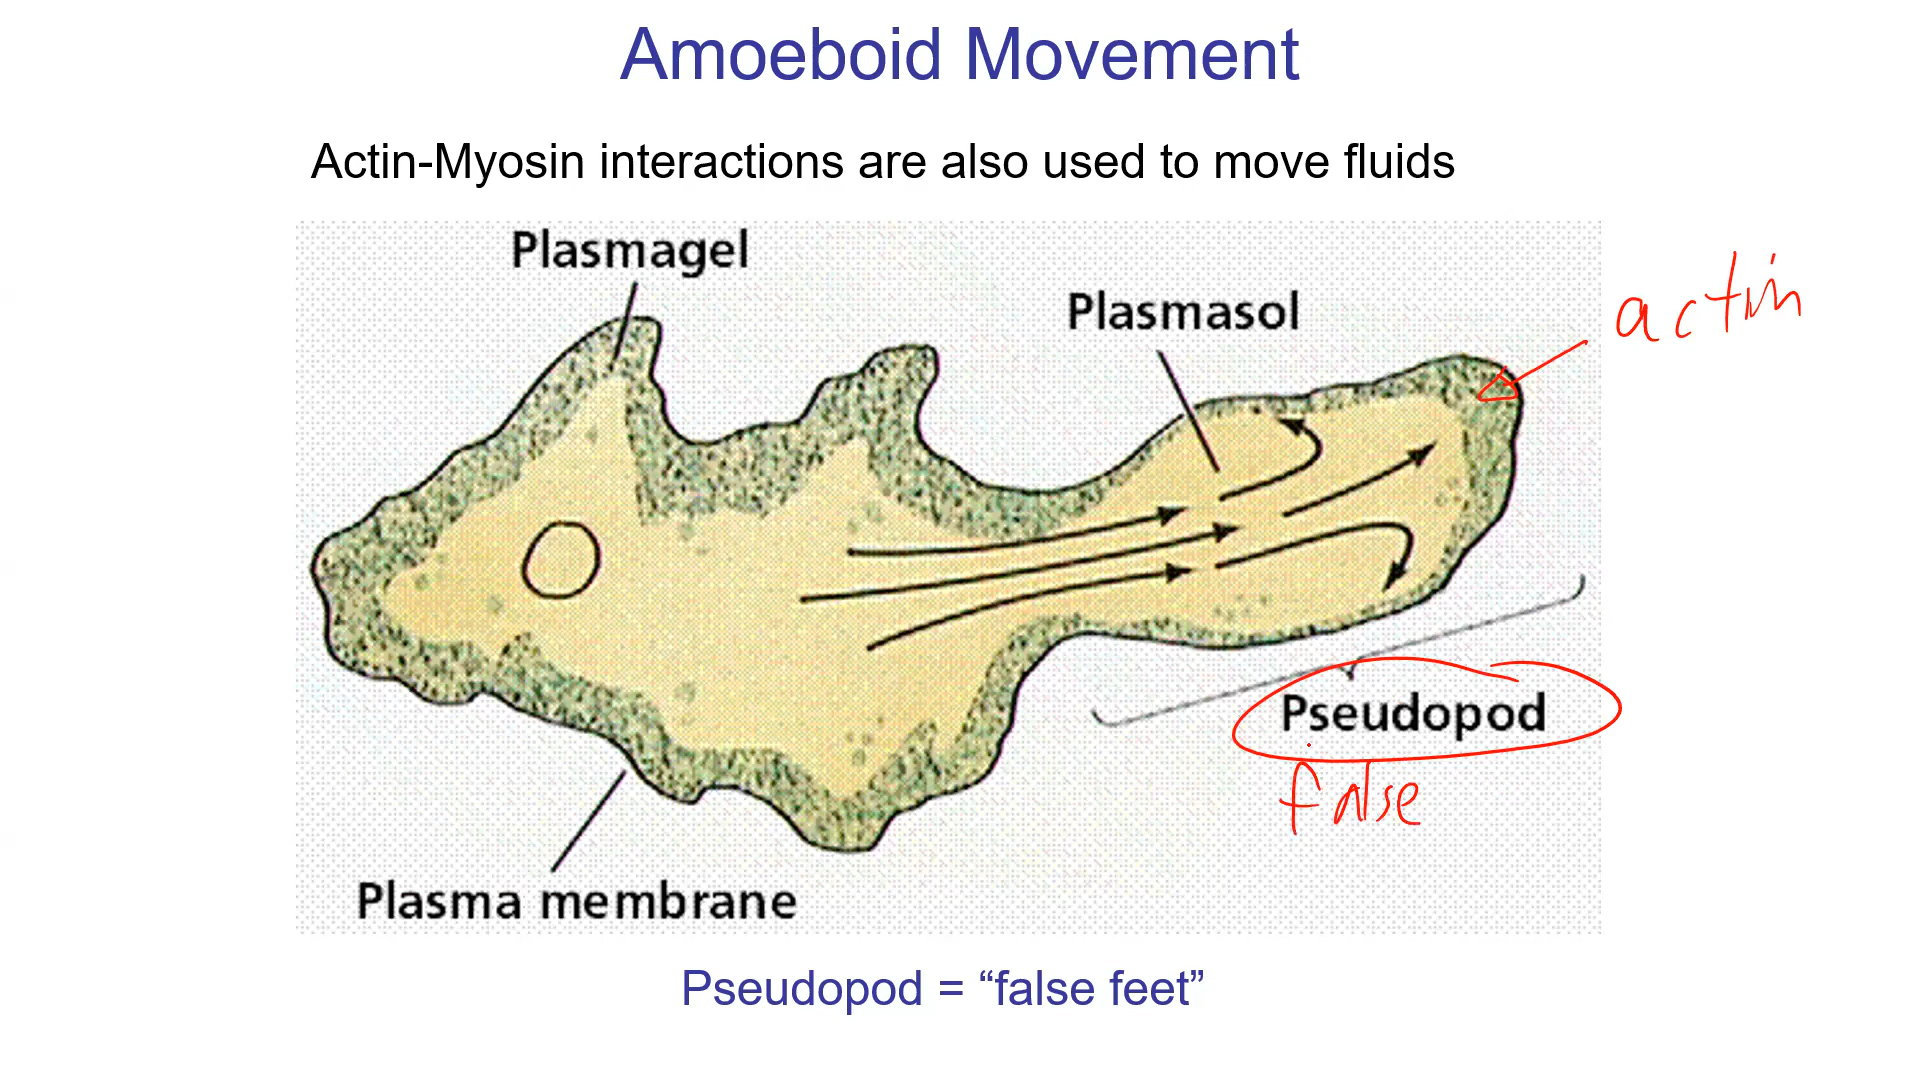 Amoeboid Movement
Actin-Myosin interactions are also used to move fluids
Plasmagel
Plasmasol
actin
Pseudopod
false
Plasma membrane
Pseudopod = “false feet”